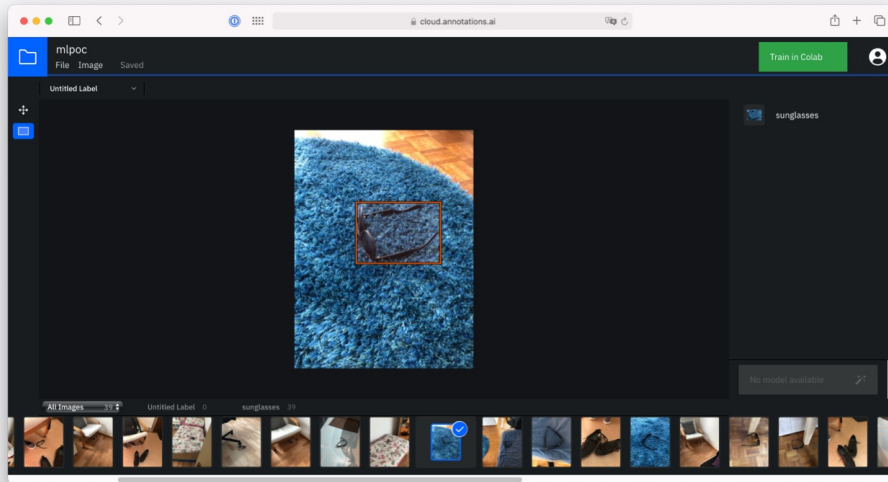 cloud.annotations.ai
mlpoc
File Image Saved
Train in Colab
Untitled Label
sunglasses
No model available
All Images 39
Untitled Label 0
sunglasses 39